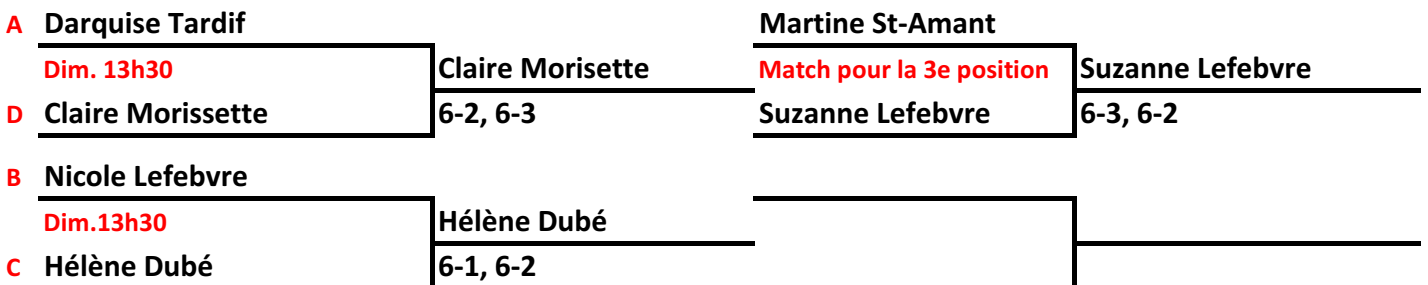 A Darquise Tardif Martine St-Amant
Dim. 13h30 Claire Morisette Match pour la 3e position Suzanne Lefebvre
D Claire Morissette 6-2, 6-3 Suzanne Lefebvre 6-3, 6-2
B Nicole Lefebvre
Dim.13h30 Hélène Dubé
C Hélène Dubé 6-1, 6-2